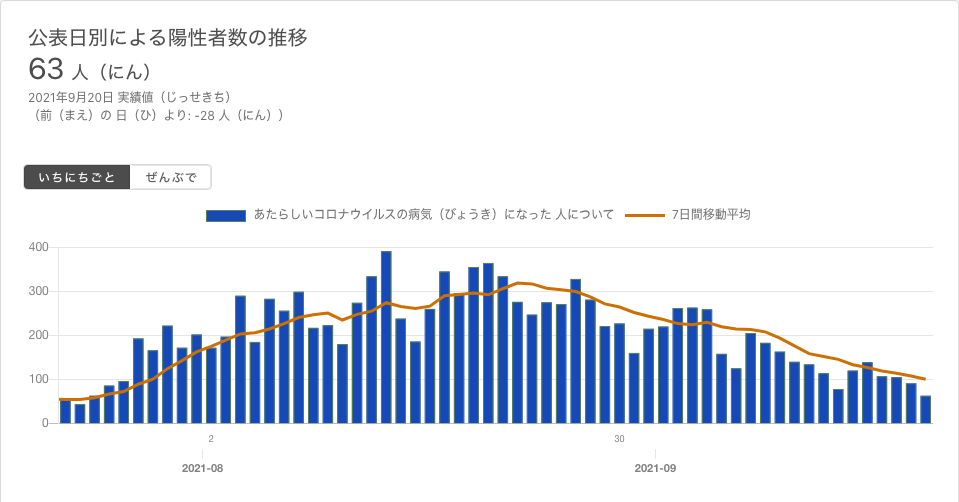 公表日別による陽性者数の推移
63 人（にん）
2021年9月20日 実績値（じっせきち）
（前（まえ）の 日（ひ）より: -28 人（にん））
いちにちごと ぜんぶで
あたらしいコロナウイルスの病気（びょうき）になった 人について 7日間移動平均
400
300
200
100
0
2 30
2021-08 2021-09